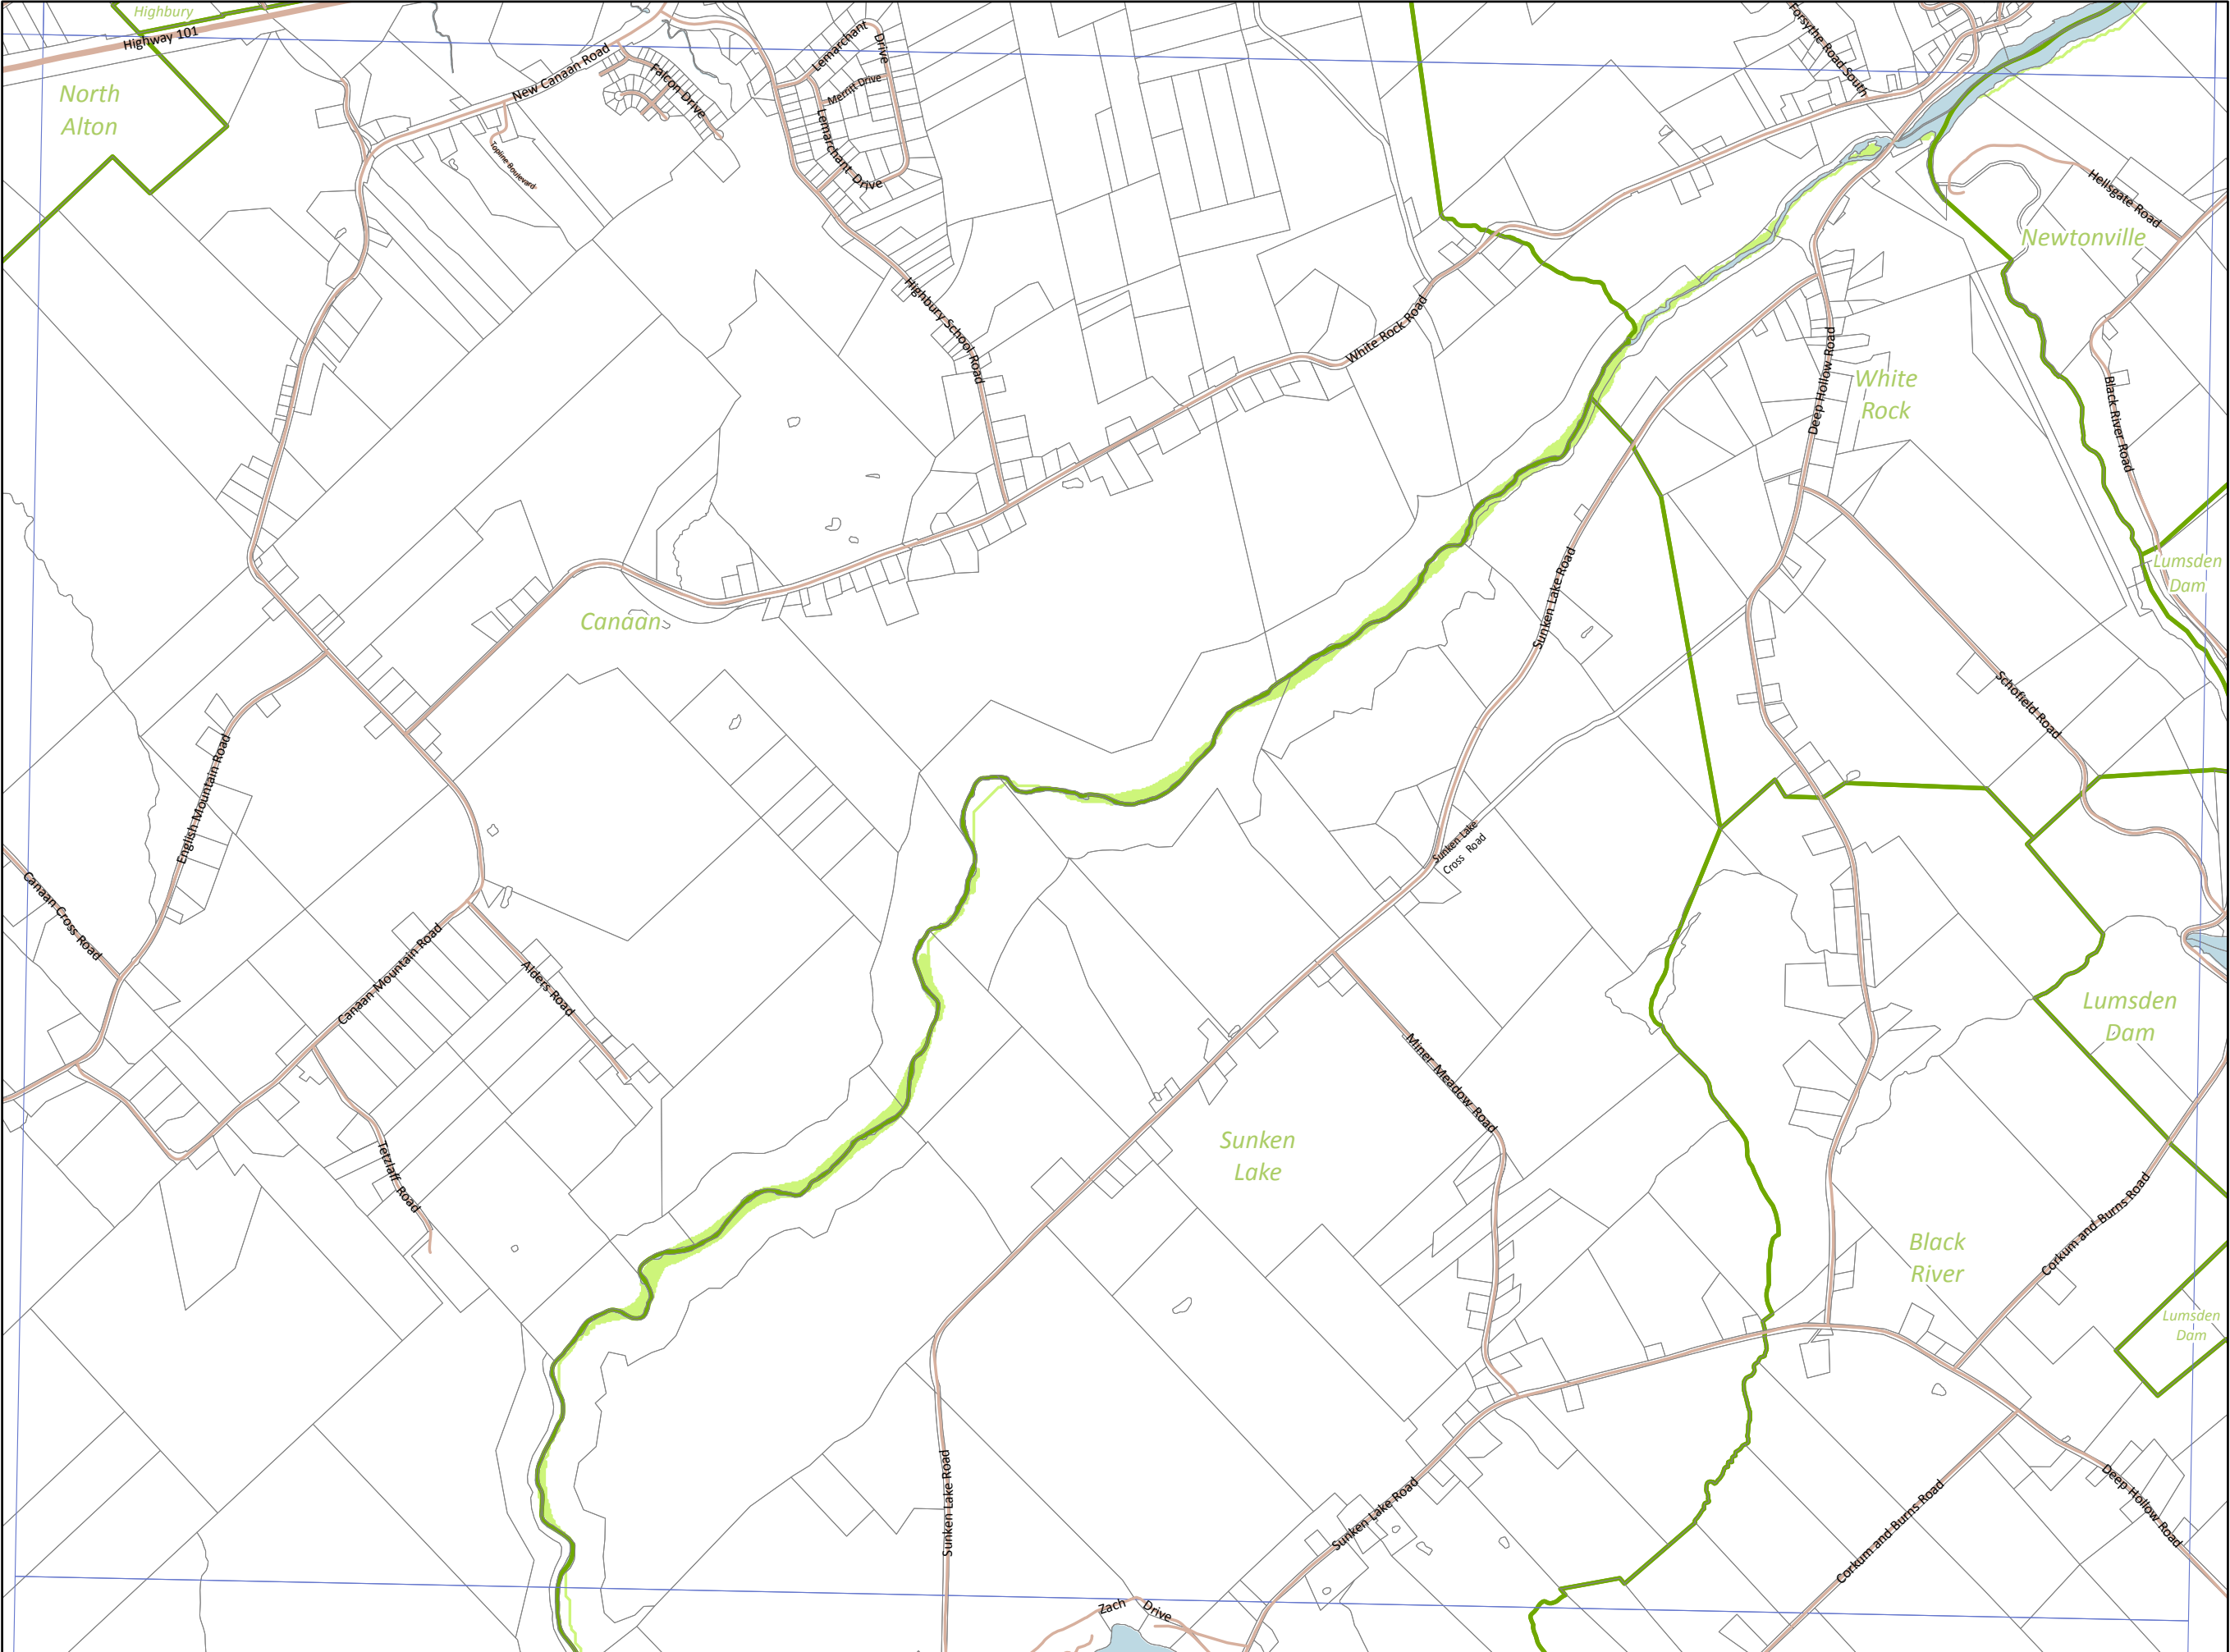 Highbury
Highway 101
Forsythe Road South
Lemarchant
Drive
New Canaan Road
Falcon Drive
Merritt Drive
North
Alton
Lemarchant Drive
Topline Boulevard
Hellsgate Road
Newtonville
Highbury School Road
White Rock Road
Deep Hollow Road
White
Rock
Black River Road
Lumsden
Dam
Sunken Lake Road
Canaan
Schofield Road
English Mountain Road
Sunken Lake
Cross Road
Canaan Cross Road
Canaan Mountain Road
Alders Road
Lumsden
Dam
Miner Meadow Road
Sunken
Lake
Tetzlaff Road
Corkum and Burns Road
Black
River
Lumsden
Dam
Sunken Lake Road
Sunken Lake Road
Corkum and Burns Road
Deep Hollow Road
Zach Drive